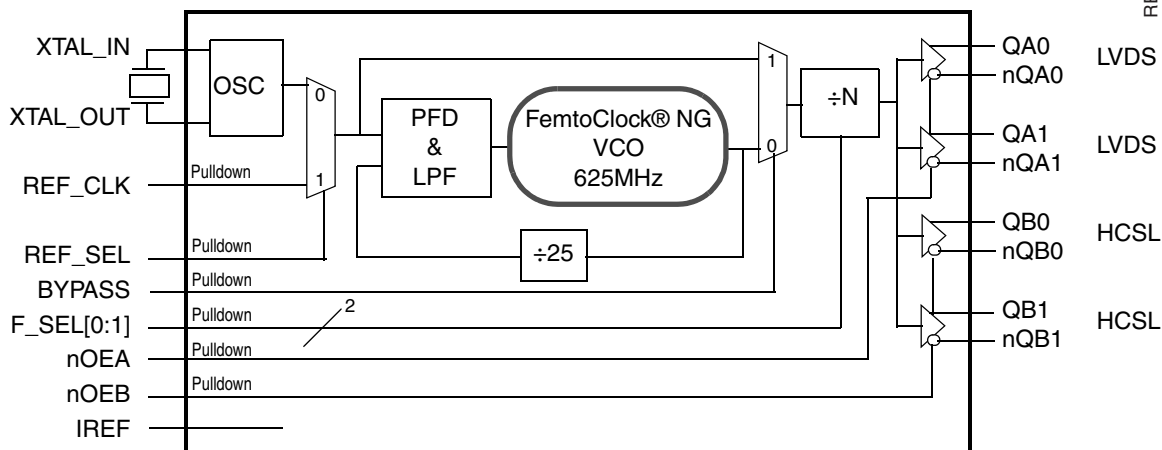 RE
XTAL_IN
XTAL_OUT
REF_CLK
REF_SEL
BYPASS
F_SEL[0:1]
nOEA
nOEB
IREF
Pulldown
Pulldown
Pulldown
Pulldown
Pulldown
Pulldown
2
OSC
0
1
PFD
&
LPF
FemtoClock® NG
VCO
625MHz
÷25
1
0
÷N
QA0
nQA0
LVDS
QA1
nQA1
LVDS
QB0
nQB0
HCSL
QB1
nQB1
HCSL